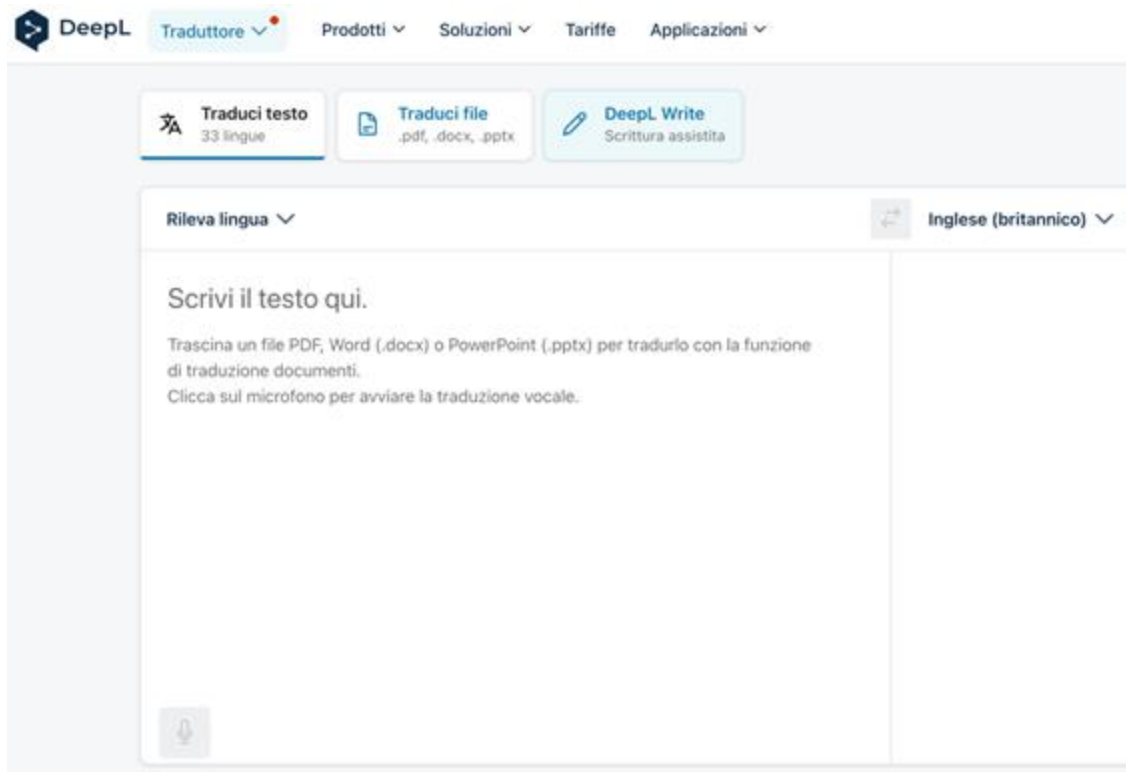 DeepL Traduttore Prodotti Soluzioni Tariffe Applicazioni
Traduci testo
33 lingue
Traduci file
.pdf, .docx, .pptx
DeepL Write
Scrittura assistita
Rileva lingua
Inglese (britannico)
Scrivi il testo qui.
Trascina un file PDF, Word (.docx) o PowerPoint (.pptx) per tradurlo con la funzione
di traduzione documenti.
Clicca sul microfono per avviare la traduzione vocale.